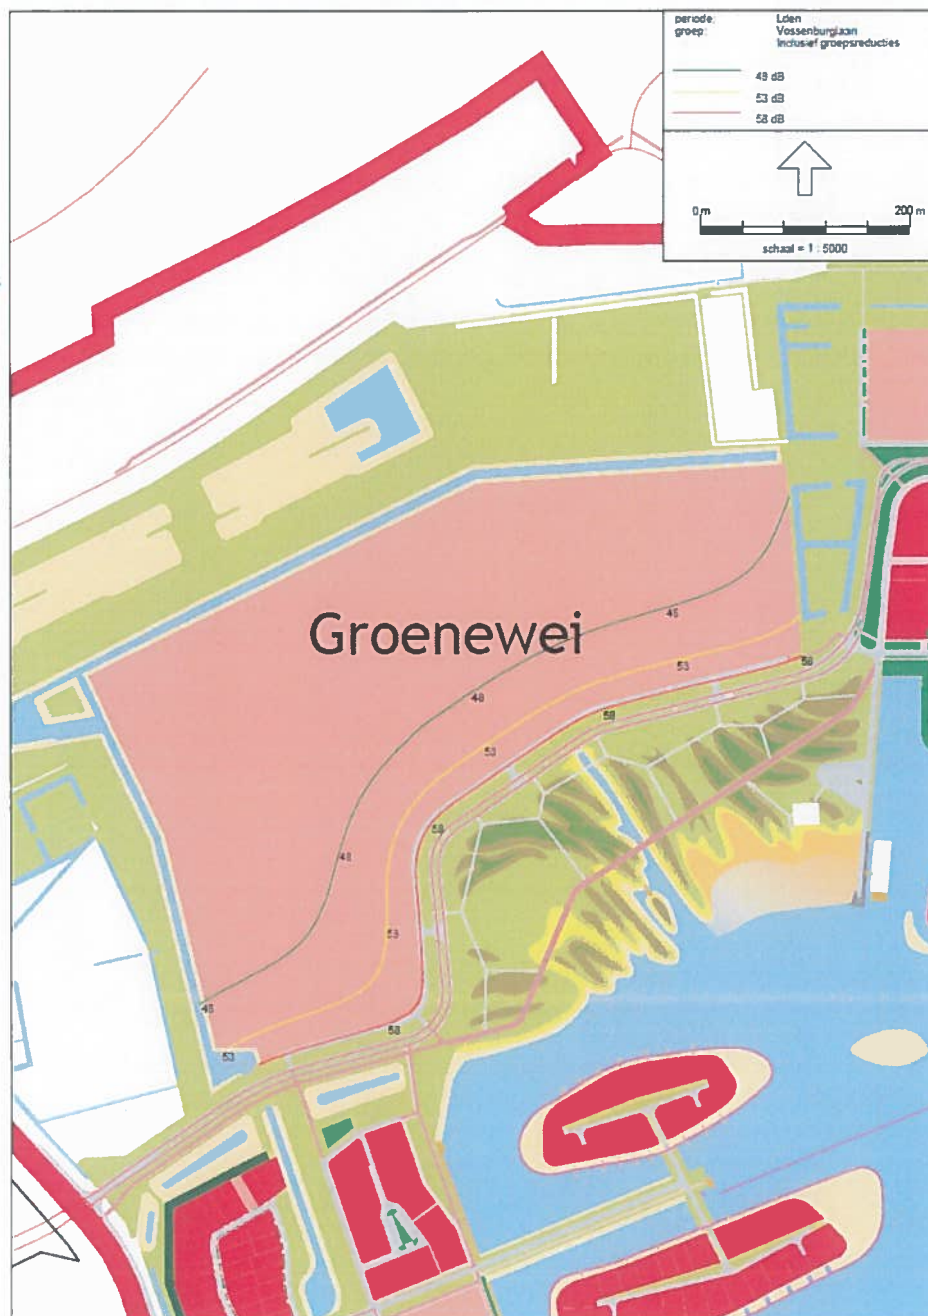 periode: Lden
groep: Vossenburglaan
Inclusief groepsreducties
48 dB
53 dB
58 dB
0 m 200 m
schaal = 1 : 5000
Groenewei
48
53
58
48
58
53
58
48
53
48
58
53